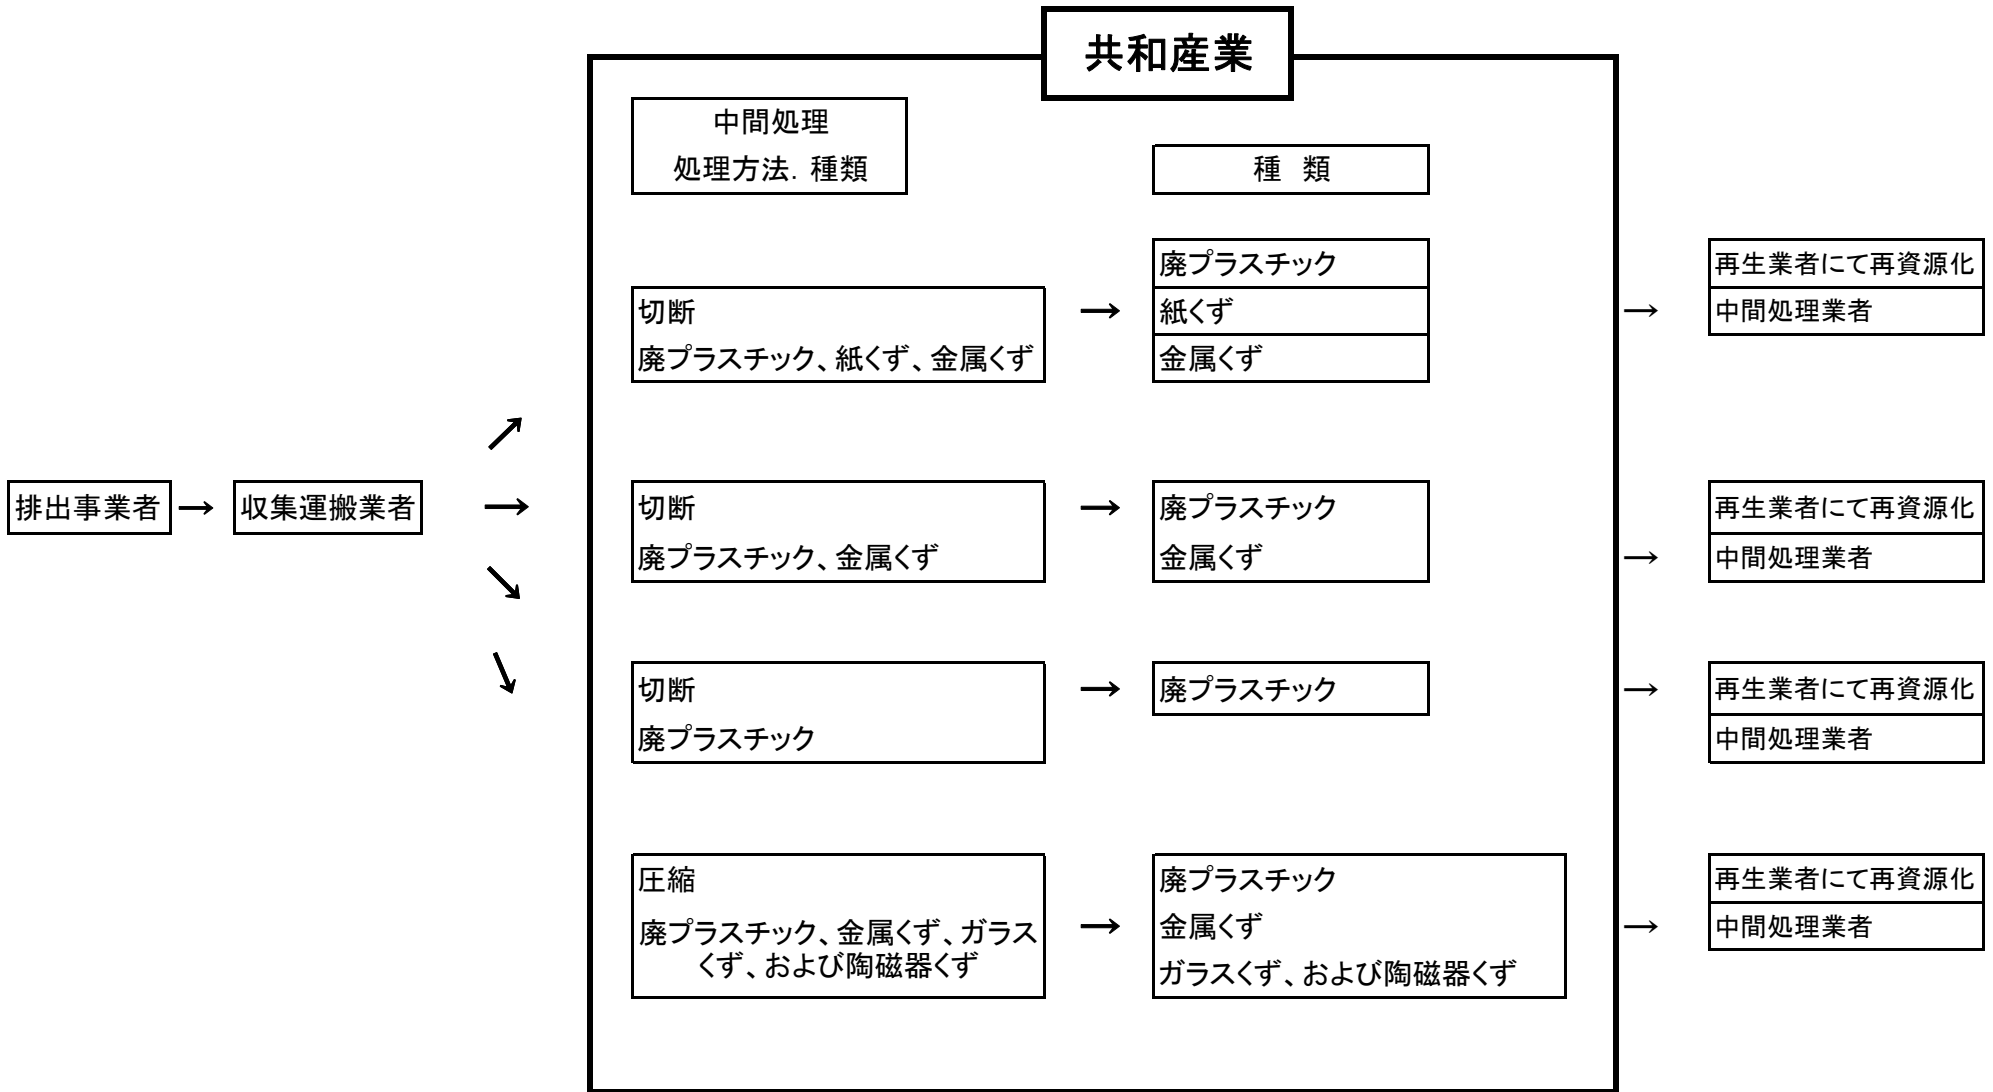 共和産業
中間処理
処理方法．種類
種　類
排出事業者
→
収集運搬業者
↗
→
↘
↘
切断
廃プラスチック、紙くず、金属くず
→
廃プラスチック
紙くず
金属くず
→
再生業者にて再資源化
中間処理業者
切断
廃プラスチック、金属くず
→
廃プラスチック
金属くず
→
再生業者にて再資源化
中間処理業者
切断
廃プラスチック
→
廃プラスチック
→
再生業者にて再資源化
中間処理業者
圧縮
廃プラスチック、金属くず、ガラス
くず、および陶磁器くず
→
廃プラスチック
金属くず
ガラスくず、および陶磁器くず
→
再生業者にて再資源化
中間処理業者